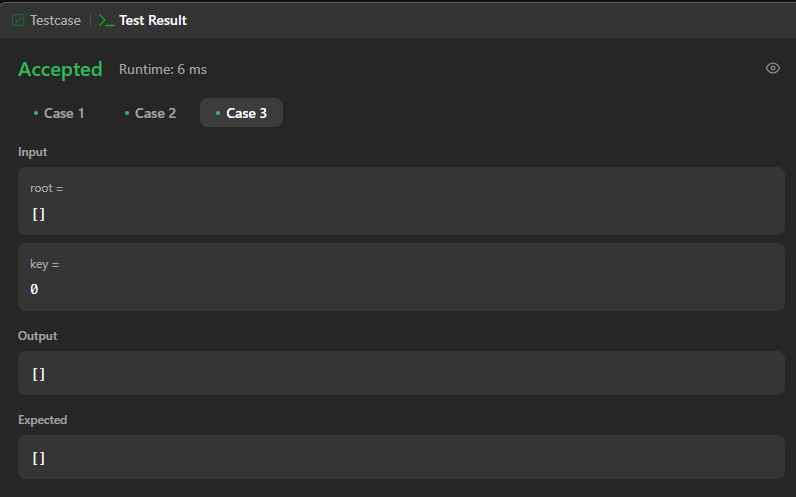 Testcase | >_ Test Result
Accepted Runtime: 6 ms
Case 1 Case 2 Case 3
Input
root =
[]
key =
0
Output
[]
Expected
[]